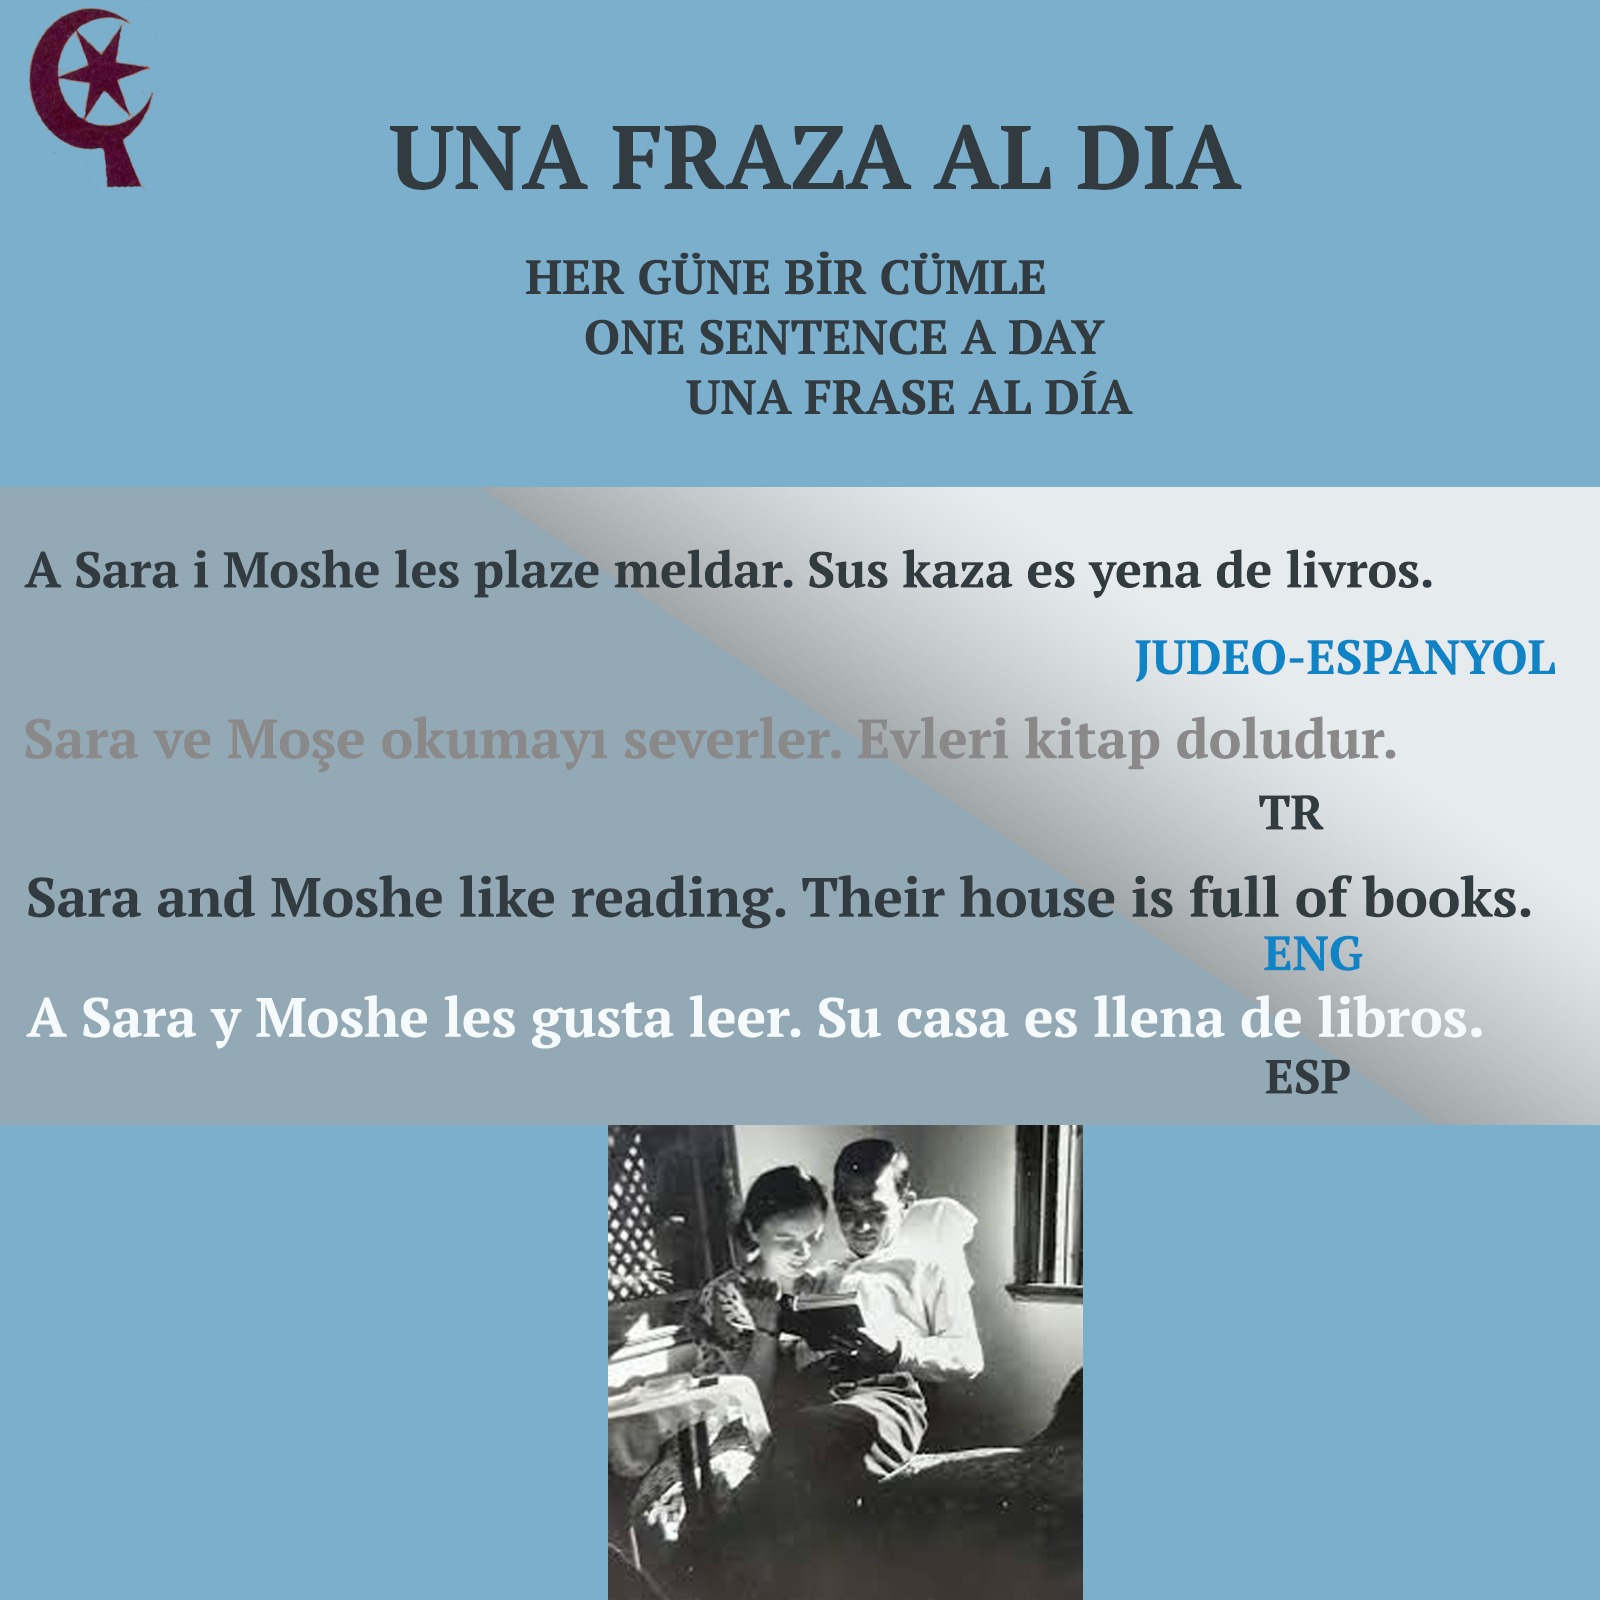 UNA FRAZA AL DIA
HER GÜNE BİR CÜMLE
ONE SENTENCE A DAY
UNA FRASE AL DÍA
A Sara i Moshe les plaze meldar. Sus kaza es yena de livros.
JUDEO-ESPANYOL
Sara ve Moşe okumayı severler. Evleri kitap doludur.
TR
Sara and Moshe like reading. Their house is full of books.
ENG
A Sara y Moshe les gusta leer. Su casa es llena de libros.
ESP